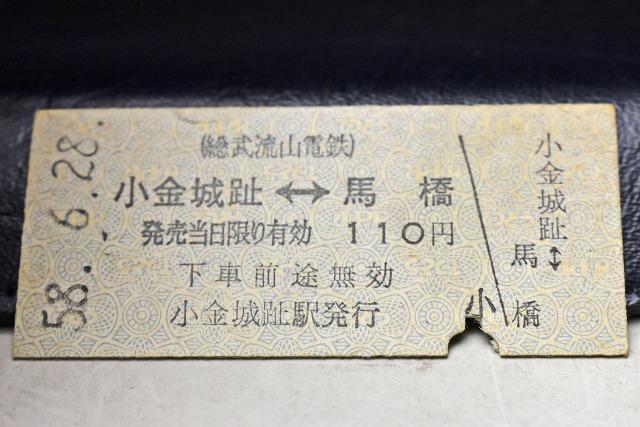 58.-6.28.
(総武流山電鉄)
小金城趾↔馬橋
発売当日限り有効 110円
下車前途無効
小金城趾駅発行
小金城趾
↔
馬橋
小